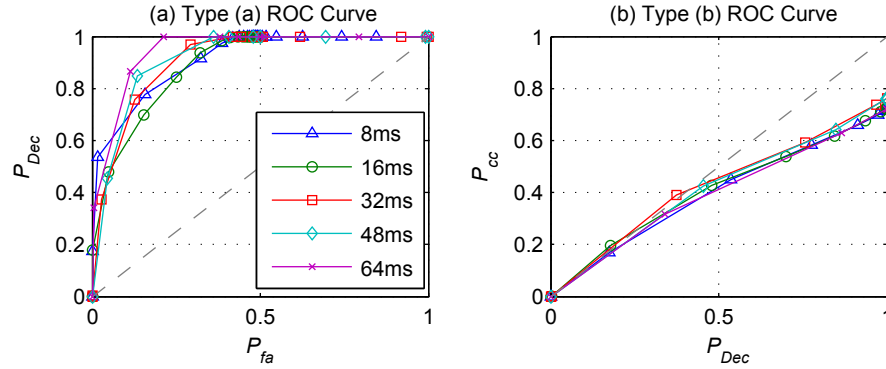 (a) Type (a) ROC Curve
1
0.8
0.6
0.4
0.2
0
P_Dec
0
0.5
1
P_fa
8ms
16ms
32ms
48ms
64ms
(b) Type (b) ROC Curve
1
0.8
0.6
0.4
0.2
0
P_cc
0
0.5
1
P_Dec